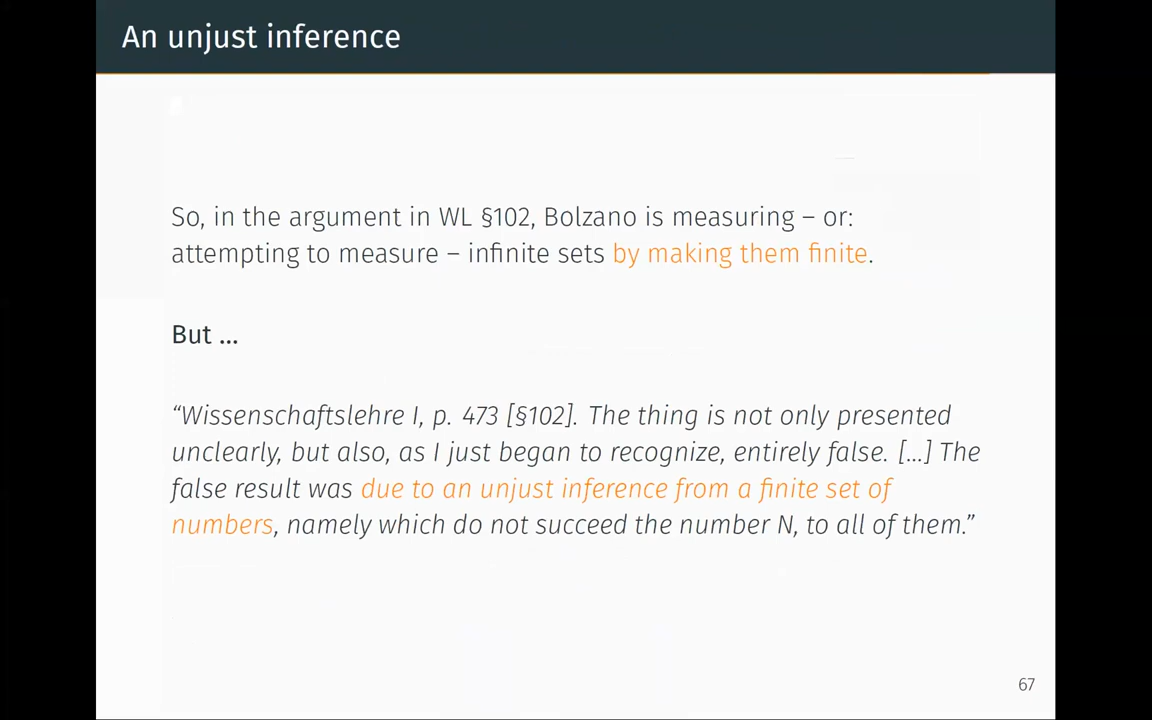 An unjust inference
So, in the argument in WL §102, Bolzano is measuring – or:
attempting to measure – infinite sets by making them finite.
But ...
“Wissenschaftslehre I, p. 473 [§102]. The thing is not only presented
unclearly, but also, as I just began to recognize, entirely false. [...] The
false result was due to an unjust inference from a finite set of
numbers, namely which do not succeed the number N, to all of them.”
67